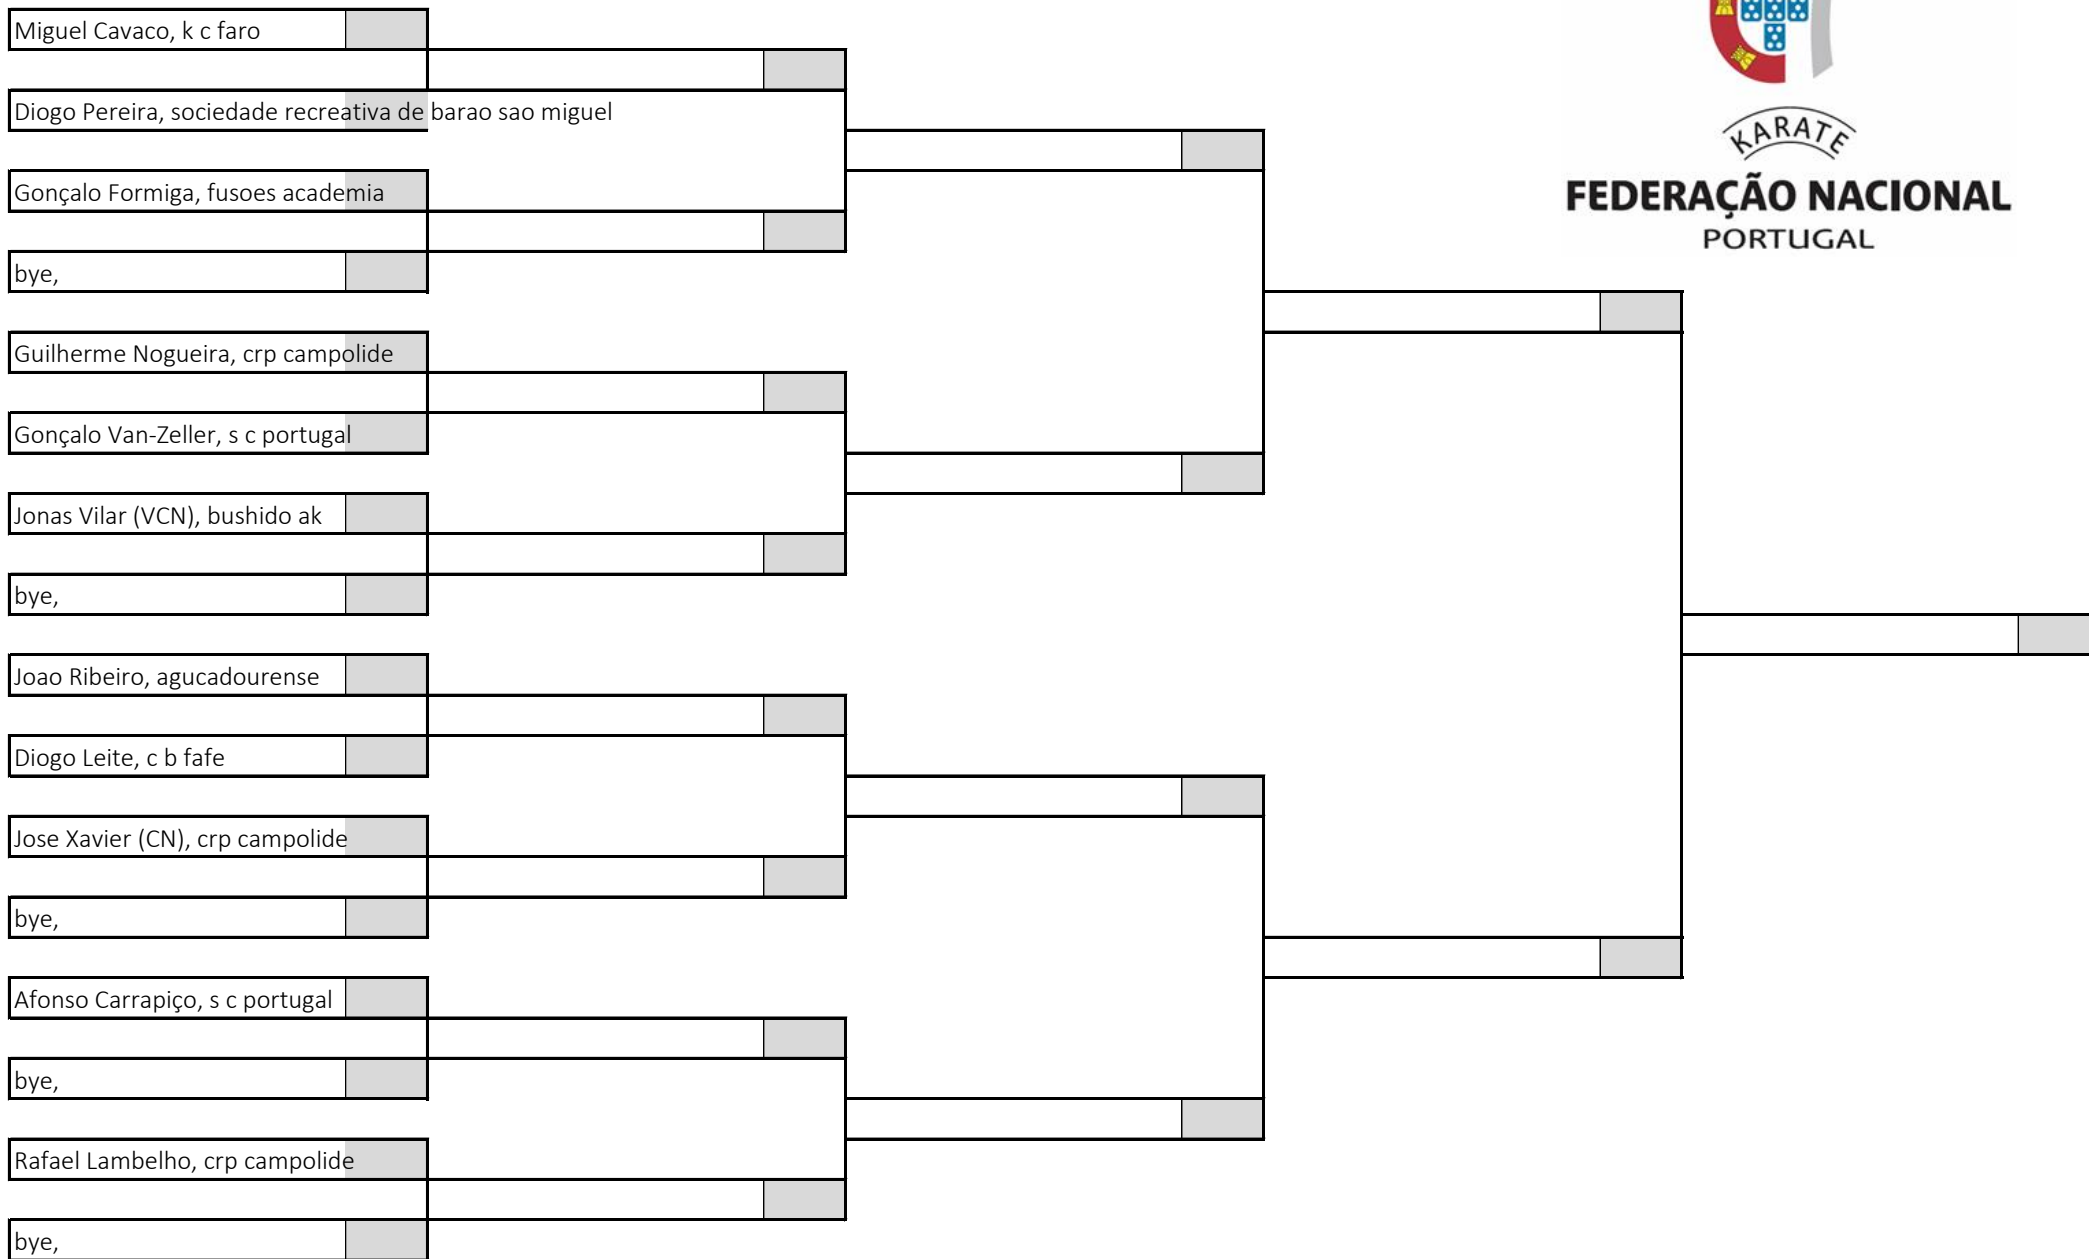 Miguel Cavaco, k c faro
Diogo Pereira, sociedade recreativa de barao sao miguel
Gonçalo Formiga, fusoes academia
bye,
Guilherme Nogueira, crp campolide
Gonçalo Van-Zeller, s c portugal
Jonas Vilar (VCN), bushido ak
bye,
Joao Ribeiro, agucadourense
Diogo Leite, c b fafe
Jose Xavier (CN), crp campolide
bye,
Afonso Carrapiço, s c portugal
bye,
Rafael Lambelho, crp campolide
bye,
KARATE
FEDERAÇÃO NACIONAL
PORTUGAL